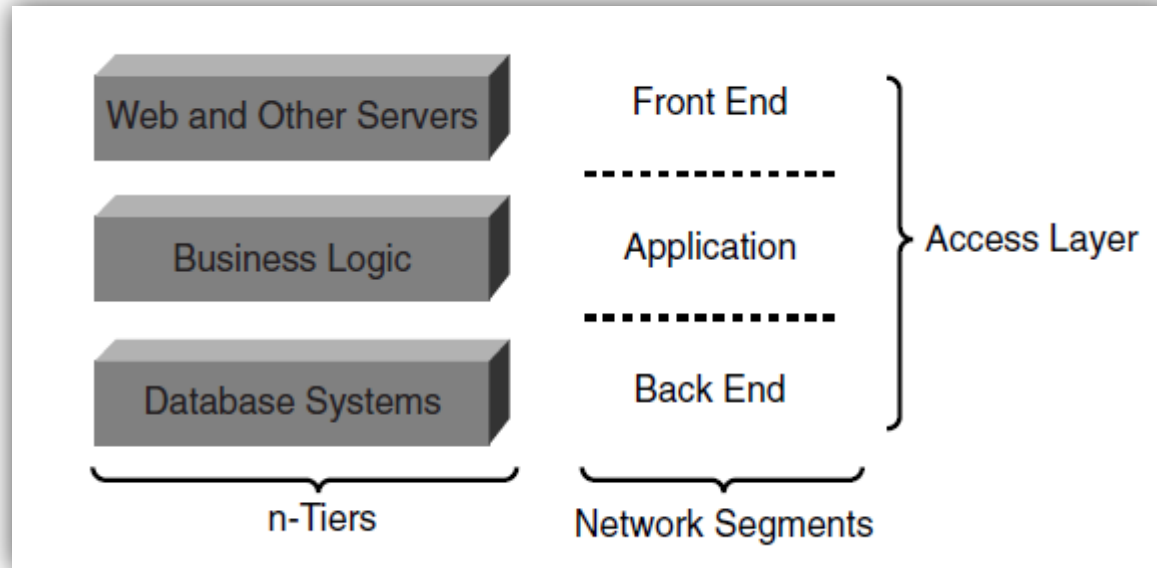 Web and Other Servers
Front End
Business Logic
Application
Access Layer
Database Systems
Back End
n-Tiers
Network Segments